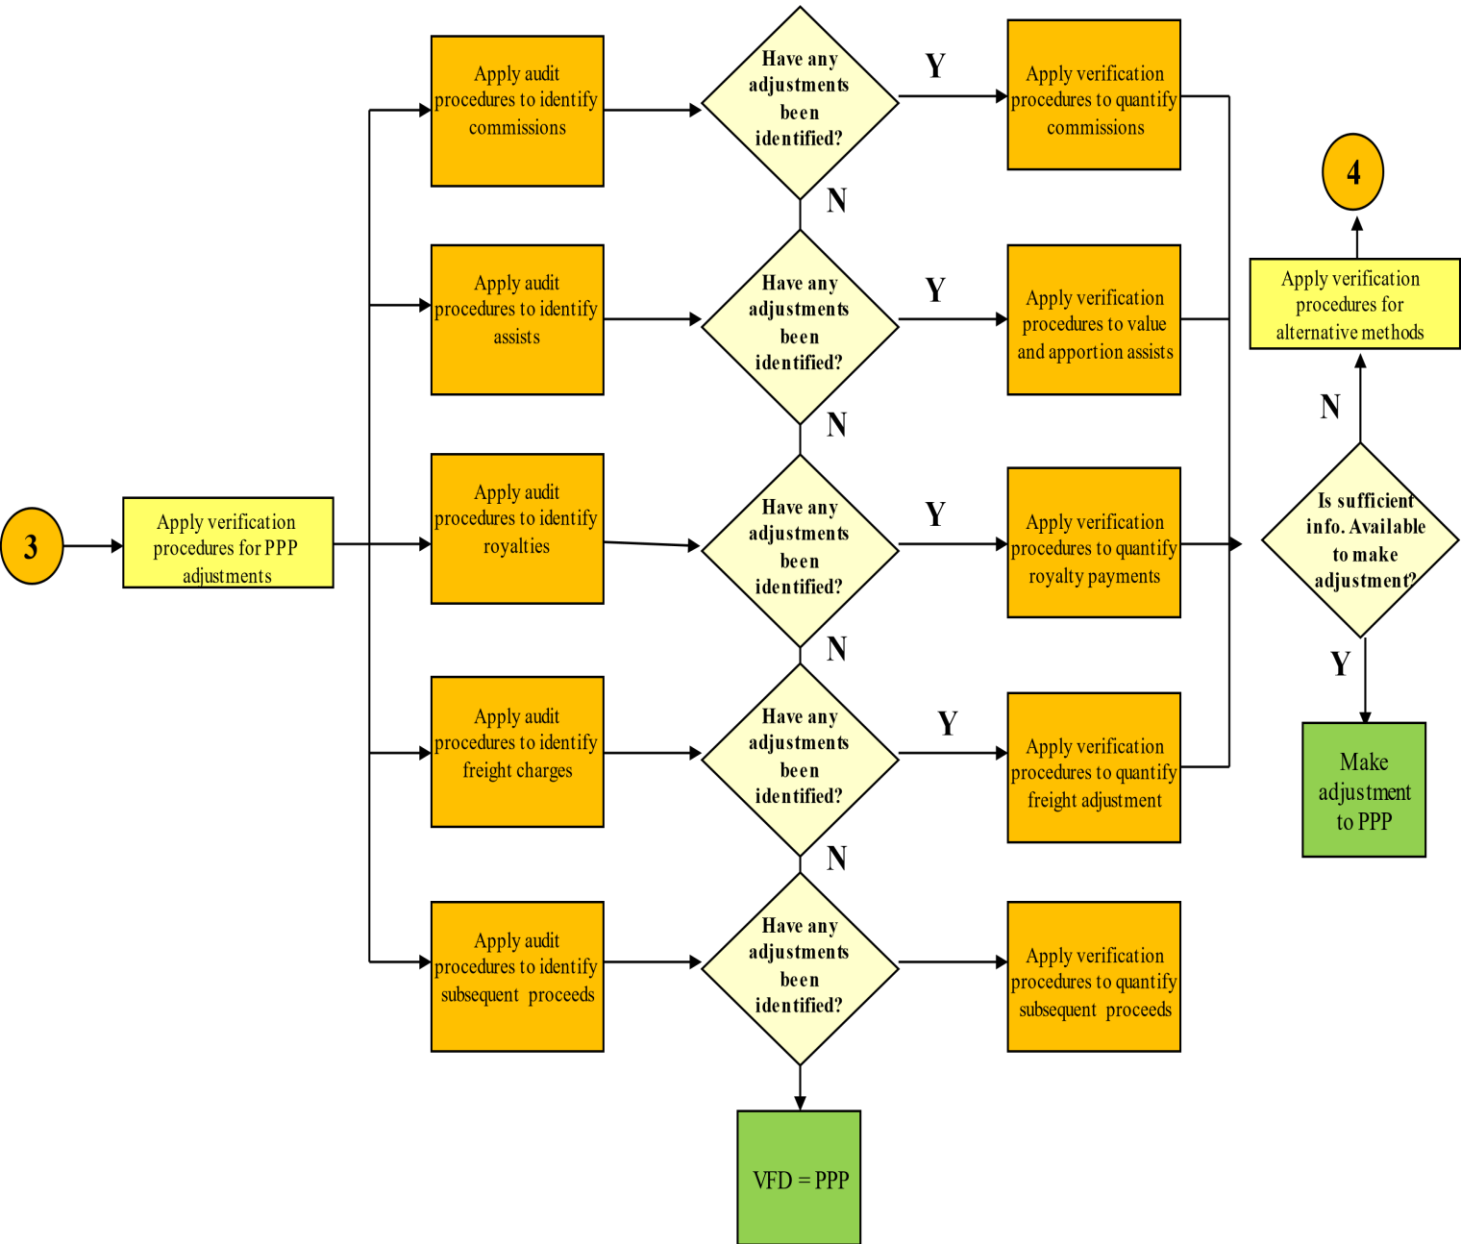 3
Apply verification
procedures for PPP
adjustments
Apply audit
procedures to identify
commissions
Have any
adjustments
been
identified?
Y
N
Apply verification
procedures to quantify
commissions
Apply audit
procedures to identify
assists
Have any
adjustments
been
identified?
Y
N
Apply verification
procedures to value
and apportion assists
Apply audit
procedures to identify
royalties
Have any
adjustments
been
identified?
Y
N
Apply verification
procedures to quantify
royalty payments
Apply audit
procedures to identify
freight charges
Have any
adjustments
been
identified?
Y
N
Apply verification
procedures to quantify
freight adjustment
Apply audit
procedures to identify
subsequent proceeds
Have any
adjustments
been
identified?
Apply verification
procedures to quantify
subsequent proceeds
VFD = PPP
4
Apply verification
procedures for
alternative methods
N
Is sufficient
info. Available
to make
adjustment?
Y
Make
adjustment
to PPP